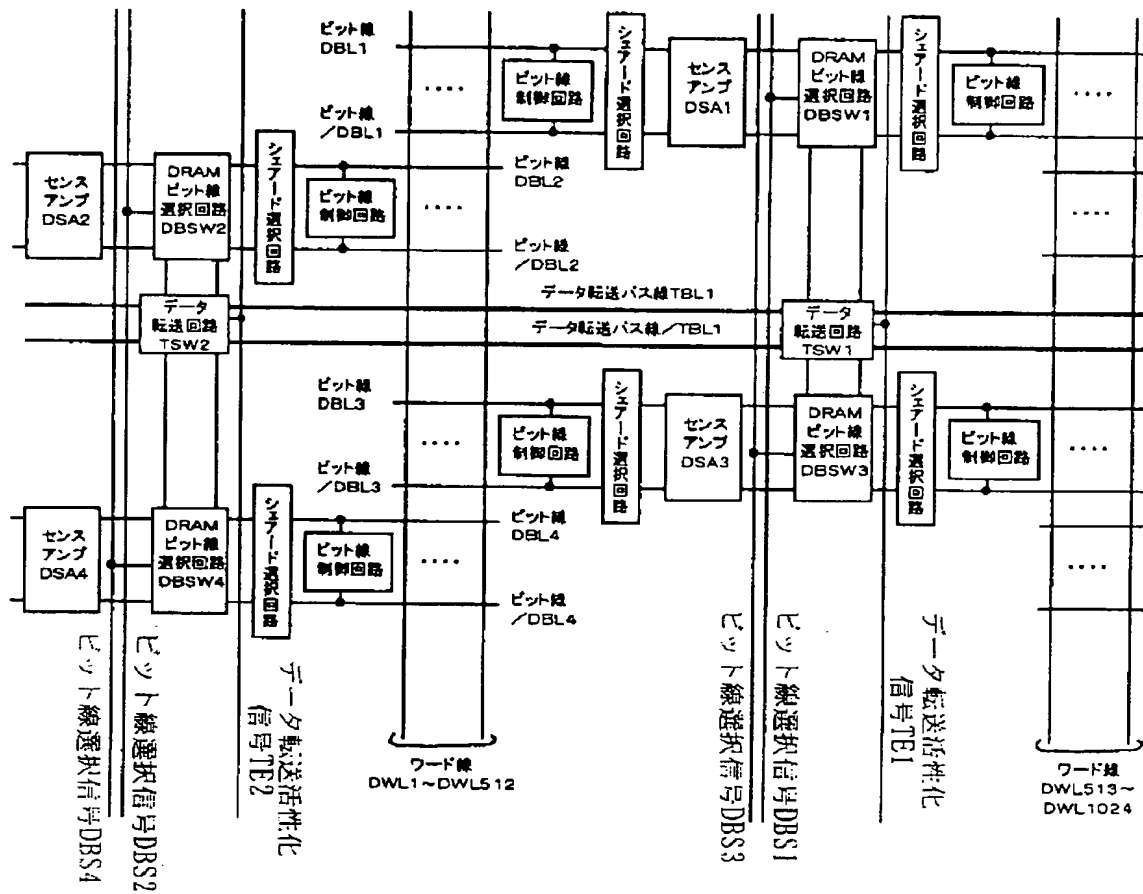 ビット線
DBL1
ビット線
制御回路
ビット線
/DBL1
シェアード選択回路
センス
アンプ
DSA1
DRAM
ビット線
選択回路
DBSW1
シェアード選択回路
ビット線
制御回路
センス
アンプ
DSA2
DRAM
ビット線
選択回路
DBSW2
シェアード選択回路
ビット線
制御回路
ビット線
DBL2
ビット線
/DBL2
データ
転送回路
TSW2
データ転送バス線TBL1
データ転送バス線/TBL1
データ
転送回路
TSW1
ビット線
DBL3
ビット線
制御回路
ビット線
/DBL3
シェアード選択回路
センス
アンプ
DSA3
DRAM
ビット線
選択回路
DBSW3
シェアード選択回路
ビット線
制御回路
センス
アンプ
DSA4
DRAM
ビット線
選択回路
DBSW4
シェアード選択回路
ビット線
制御回路
ビット線
DBL4
ビット線
/DBL4
ビット線選択信号DBS4
ビット線選択信号DBS2
データ転送活性化
信号TE2
ワード線
DWL1~DWL512
ビット線選択信号DBS3
ビット線選択信号DBS1
データ転送活性化
信号TE1
ワード線
DWL513~
DWL1024